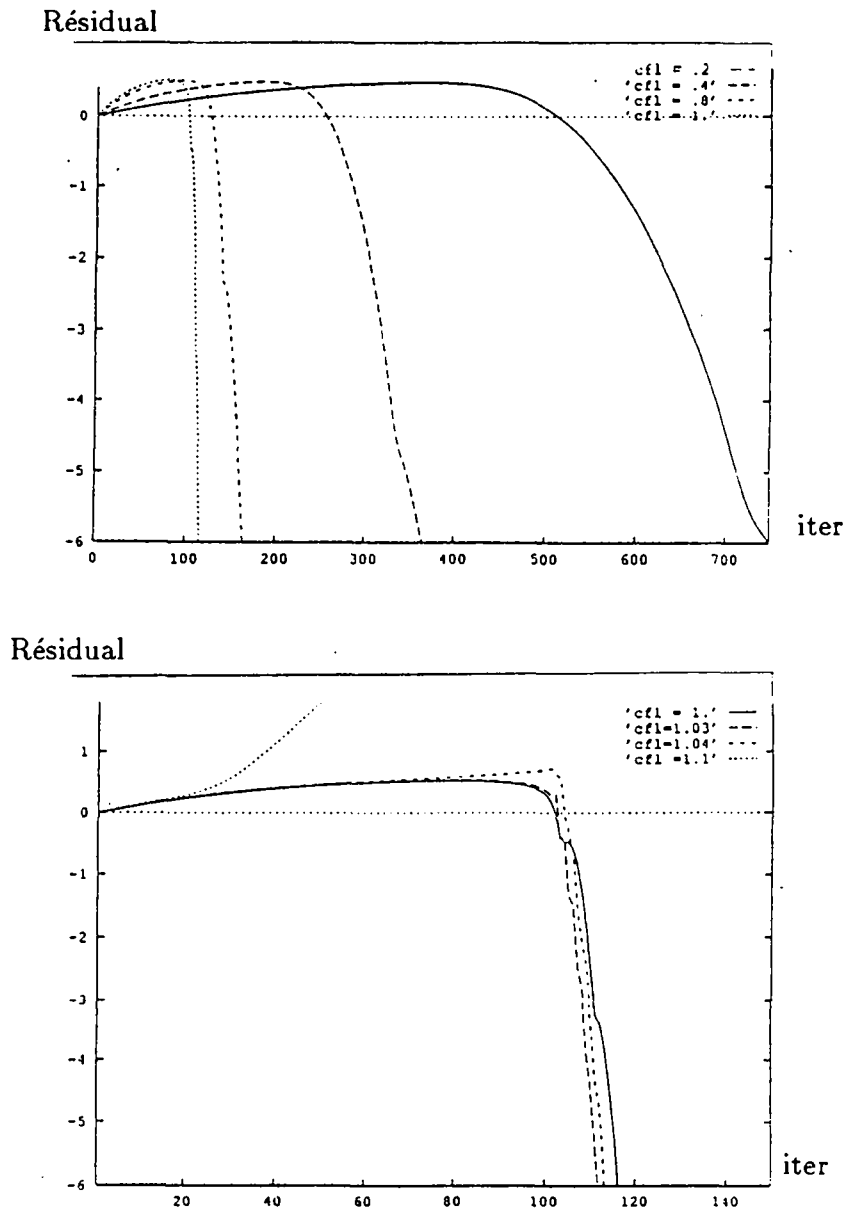 Résidual
cfl = .2
'cfl = .4'
'cfl = .8'
'cfl = 1.'
0
-1
-2
-3
-4
-5
-6
0 100 200 300 400 500 600 700
iter
Résidual
'cfl = 1.'
'cfl=1.03'
'cfl=1.04'
'cfl =1.1'
1
0
-1
-2
-3
-4
-5
-6
20 40 60 80 100 120 140
iter